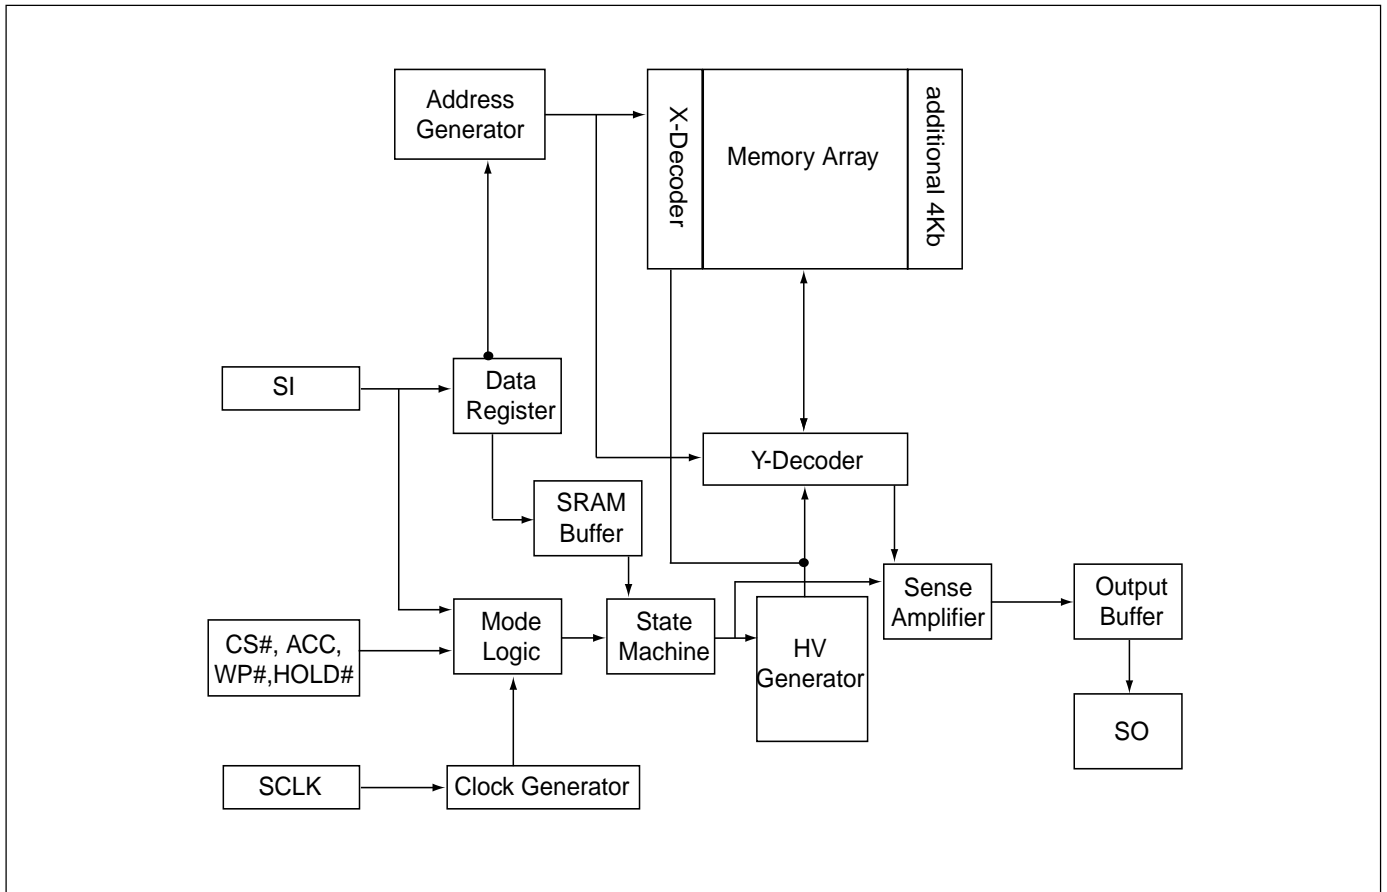 Address
Generator
X-Decoder
Memory Array
additional 4Kb
SI
Data
Register
Y-Decoder
SRAM
Buffer
CS#, ACC,
WP#,HOLD#
Mode
Logic
State
Machine
HV
Generator
Sense
Amplifier
Output
Buffer
SO
SCLK
Clock Generator